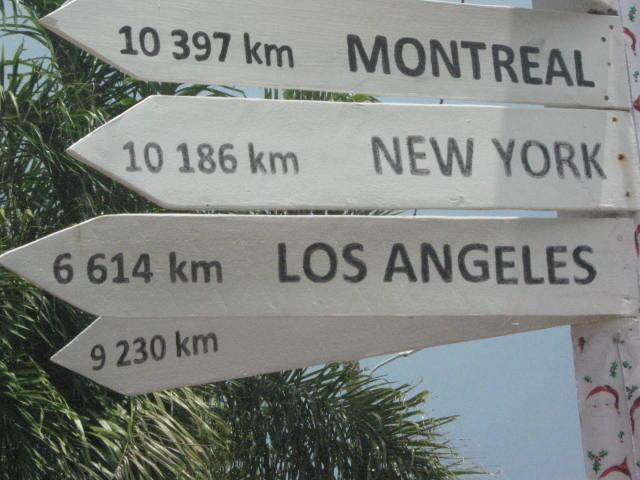 10 397 km MONTREAL
10 186 km NEW YORK
6 614 km LOS ANGELES
9 230 km